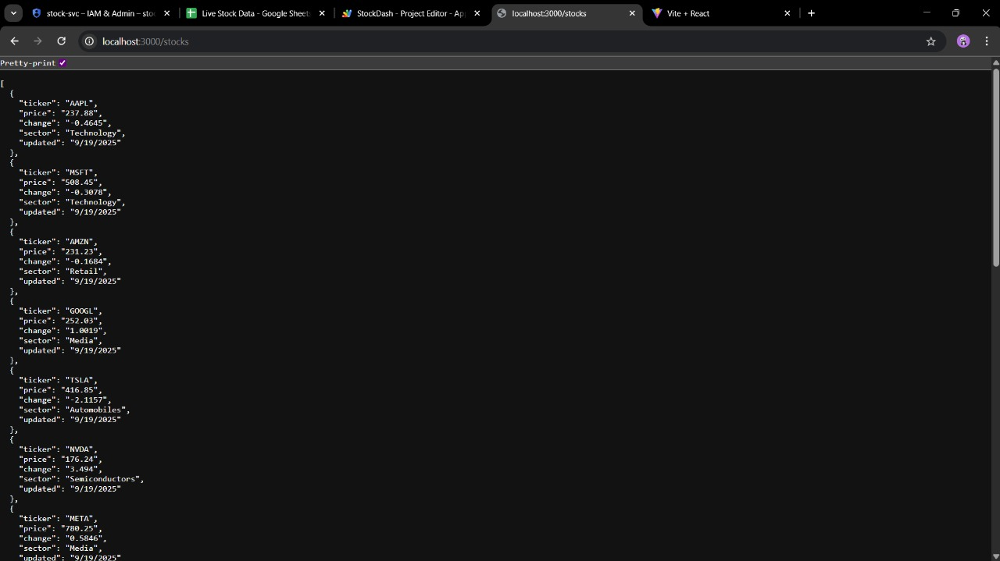 stock-svc – IAM & Admin – sto
Live Stock Data - Google Sheets
StockDash - Project Editor - Ap
localhost:3000/stocks
Vite + React
localhost:3000/stocks
Pretty-print
[
  {
    "ticker": "AAPL",
    "price": "237.88",
    "change": "-0.4645",
    "sector": "Technology",
    "updated": "9/19/2025"
  },
  {
    "ticker": "MSFT",
    "price": "508.45",
    "change": "-0.3078",
    "sector": "Technology",
    "updated": "9/19/2025"
  },
  {
    "ticker": "AMZN",
    "price": "231.23",
    "change": "-0.1684",
    "sector": "Retail",
    "updated": "9/19/2025"
  },
  {
    "ticker": "GOOGL",
    "price": "252.03",
    "change": "1.0019",
    "sector": "Media",
    "updated": "9/19/2025"
  },
  {
    "ticker": "TSLA",
    "price": "416.85",
    "change": "-2.1157",
    "sector": "Automobiles",
    "updated": "9/19/2025"
  },
  {
    "ticker": "NVDA",
    "price": "176.24",
    "change": "3.494",
    "sector": "Semiconductors",
    "updated": "9/19/2025"
  },
  {
    "ticker": "META",
    "price": "780.25",
    "change": "0.5846",
    "sector": "Media",
    "updated": "9/19/2025"